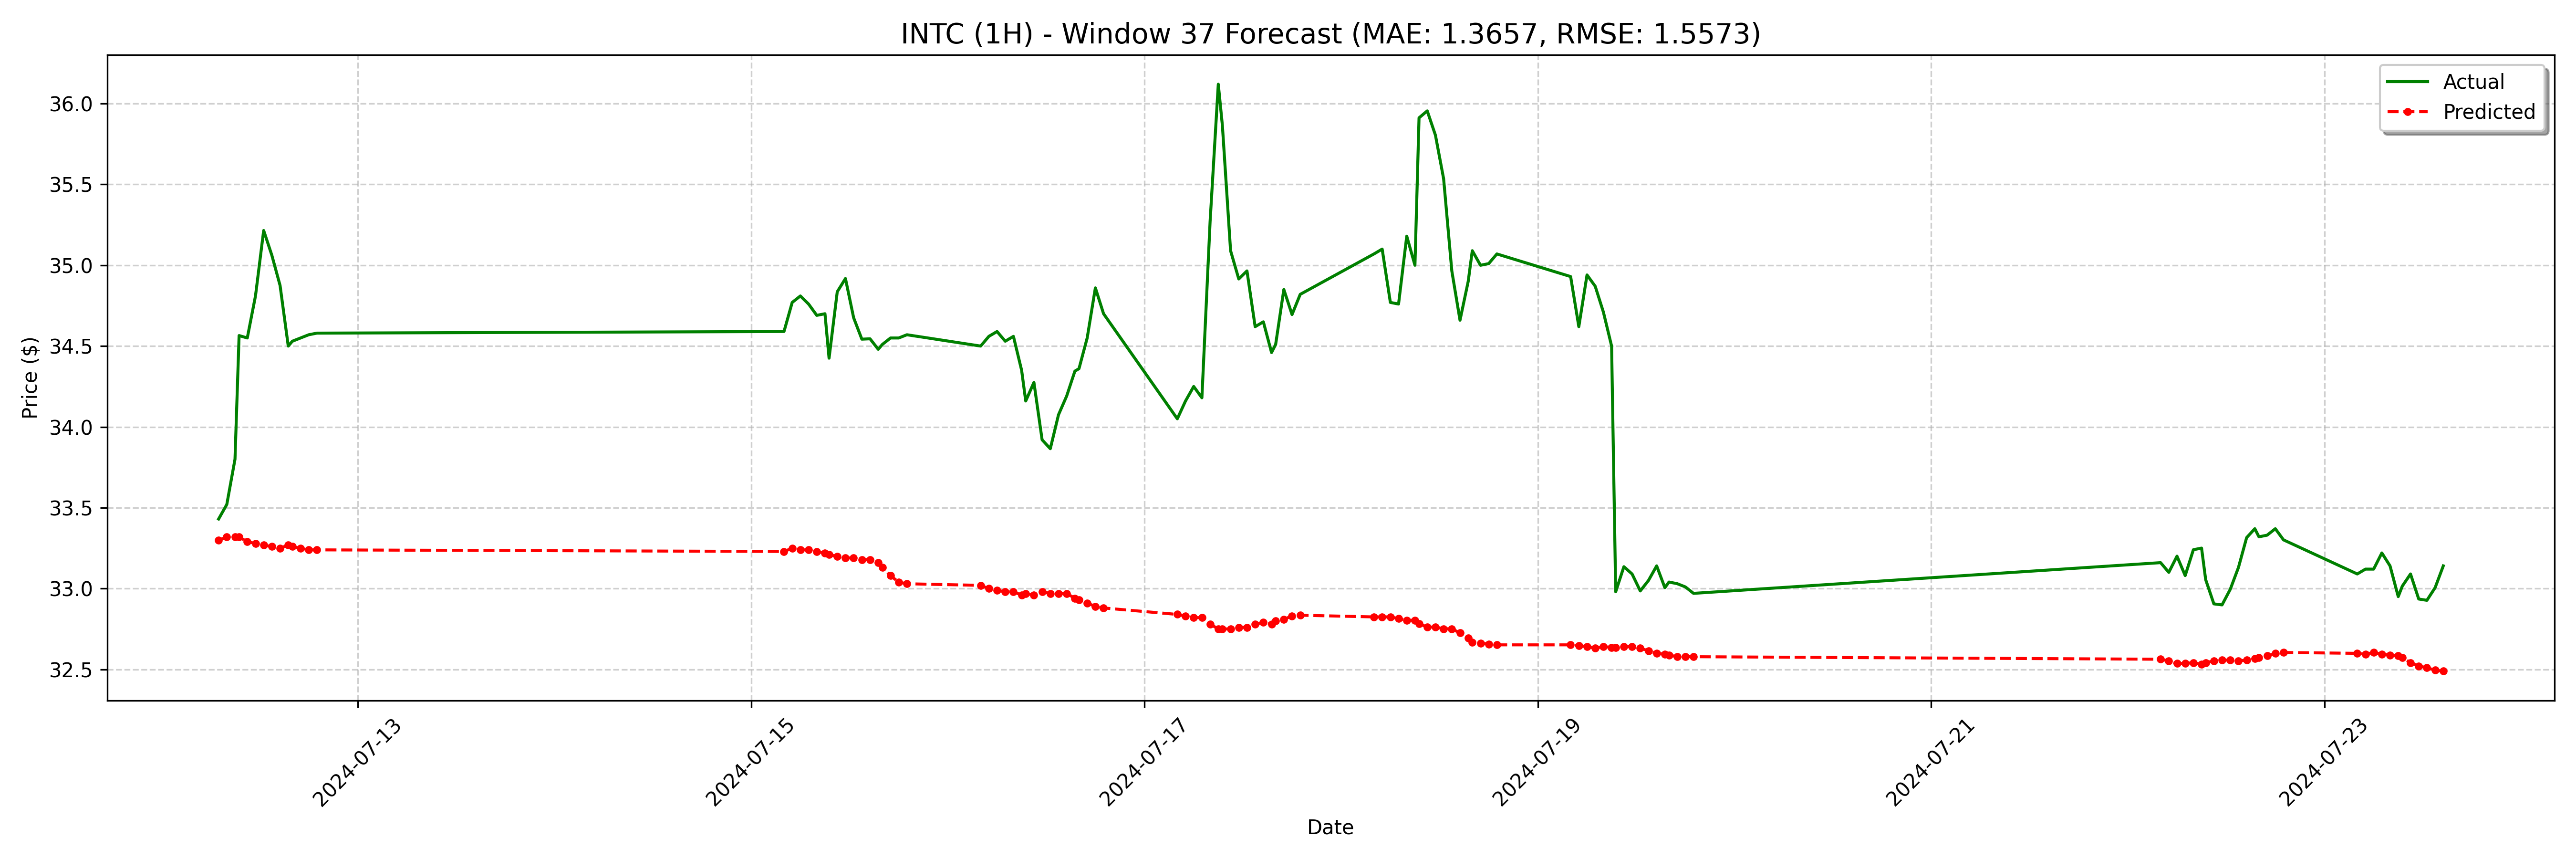 INTC (1H) - Window 37 Forecast (MAE: 1.3657, RMSE: 1.5573)
Actual
Predicted
Price ($)
36.0
35.5
35.0
34.5
34.0
33.5
33.0
32.5
2024-07-13
2024-07-15
2024-07-17
2024-07-19
2024-07-21
2024-07-23
Date